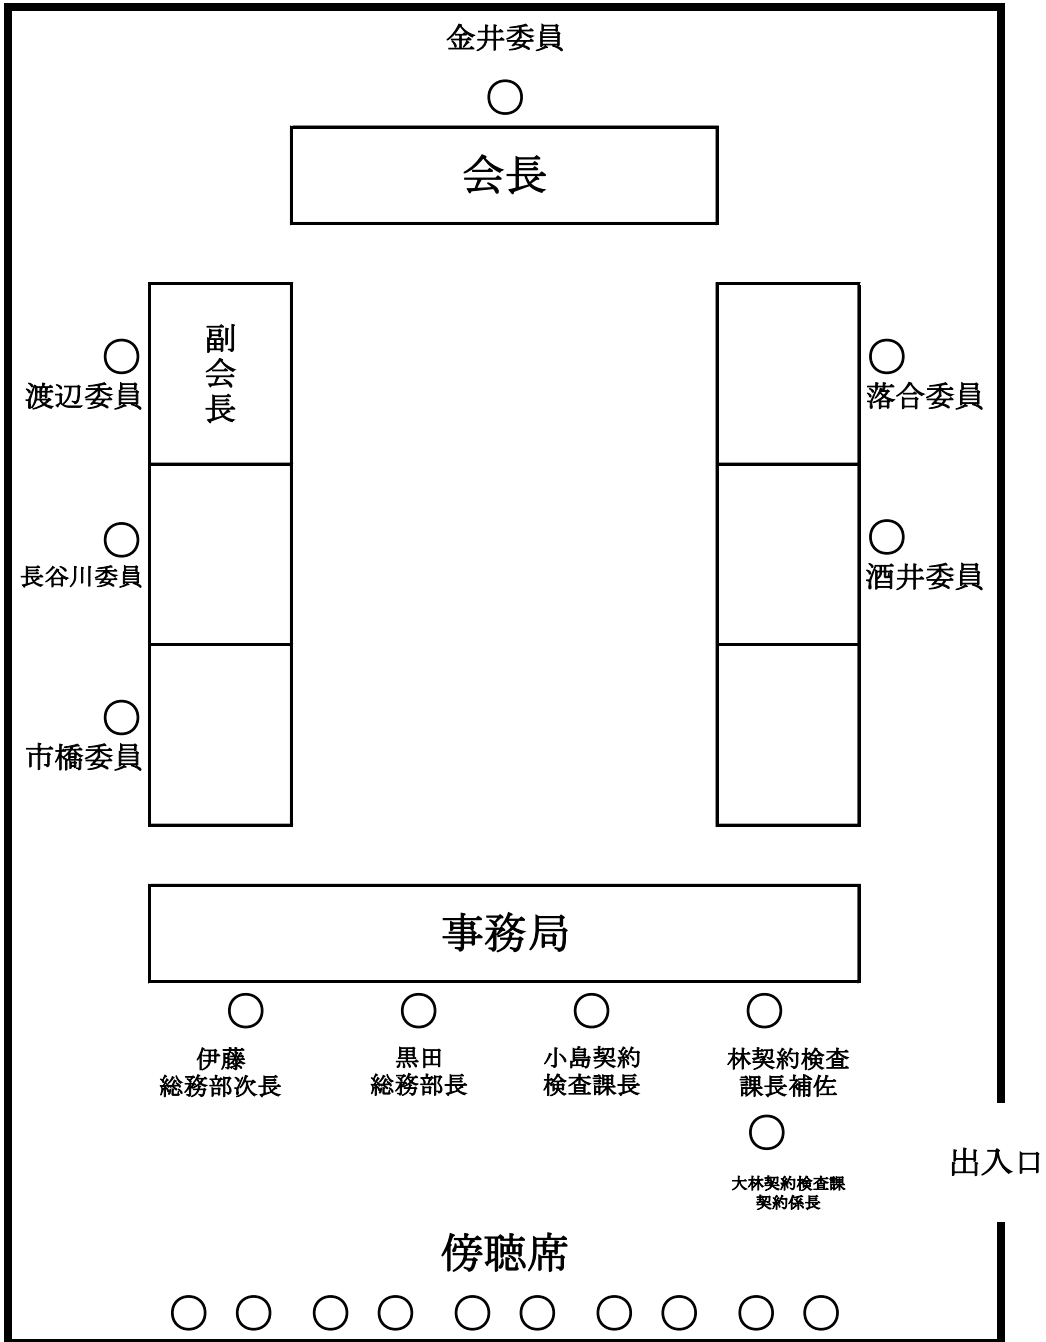 金井委員
会長
副会長
渡辺委員
落合委員
長谷川委員
酒井委員
市橋委員
事務局
伊藤
総務部次長
黒田
総務部長
小島契約
検査課長
林契約検査
課長補佐
大林契約検査課
契約係長
出入口
傍聴席